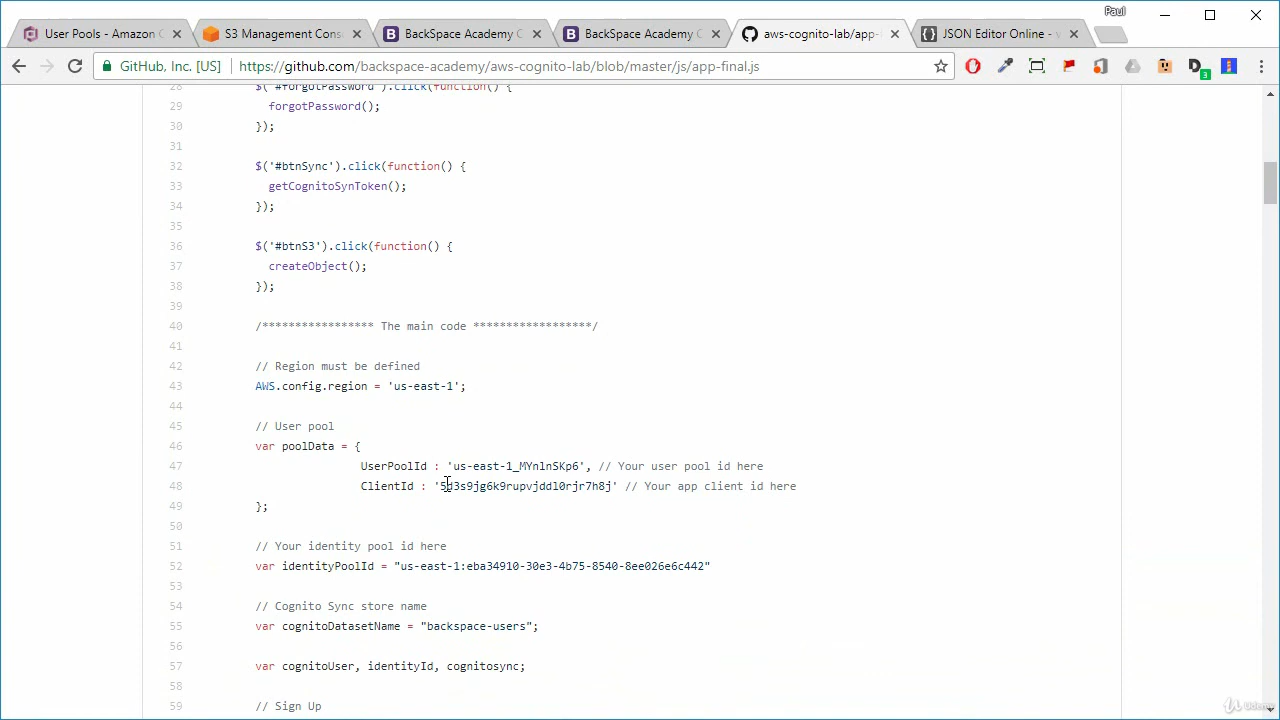 Paul
User Pools - Amazon C
S3 Management Cons
BackSpace Academy C
BackSpace Academy C
aws-cognito-lab/app-
JSON Editor Online - v
GitHub, Inc. [US]
https://github.com/backspace-academy/aws-cognito-lab/blob/master/js/app-final.js
3
28 $('#forgotPassword').click(function() {
29 forgotPassword();
30 });
31
32 $('#btnSync').click(function() {
33 getCognitoSynToken();
34 });
35
36 $('#btnS3').click(function() {
37 createObject();
38 });
39
40 /***************** The main code ******************/
41
42 // Region must be defined
43 AWS.config.region = 'us-east-1';
44
45 // User pool
46 var poolData = {
47 UserPoolId : 'us-east-1_MYnlnSKp6', // Your user pool id here
48 ClientId : '5d3s9jg6k9rupvjddl0rjr7h8j' // Your app client id here
49 };
50
51 // Your identity pool id here
52 var identityPoolId = "us-east-1:eba34910-30e3-4b75-8540-8ee026e6c442"
53
54 // Cognito Sync store name
55 var cognitoDatasetName = "backspace-users";
56
57 var cognitoUser, identityId, cognitosync;
58
59 // Sign Up
Udemy